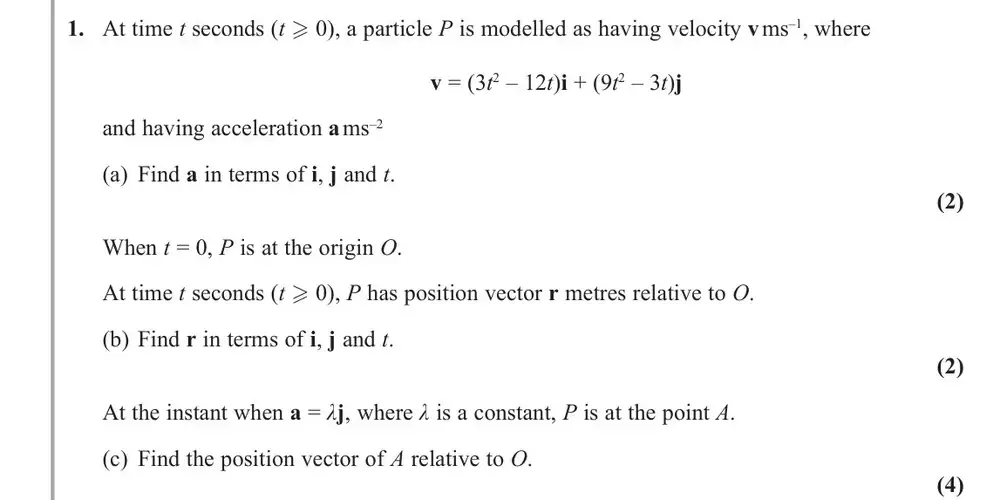 1. At time t seconds (t ⩾ 0), a particle P is modelled as having velocity v ms⁻¹, where
v = (3t² – 12t)i + (9t² – 3t)j
and having acceleration a ms⁻²
(a) Find a in terms of i, j and t.
(2)
When t = 0, P is at the origin O.
At time t seconds (t ⩾ 0), P has position vector r metres relative to O.
(b) Find r in terms of i, j and t.
(2)
At the instant when a = λj, where λ is a constant, P is at the point A.
(c) Find the position vector of A relative to O.
(4)